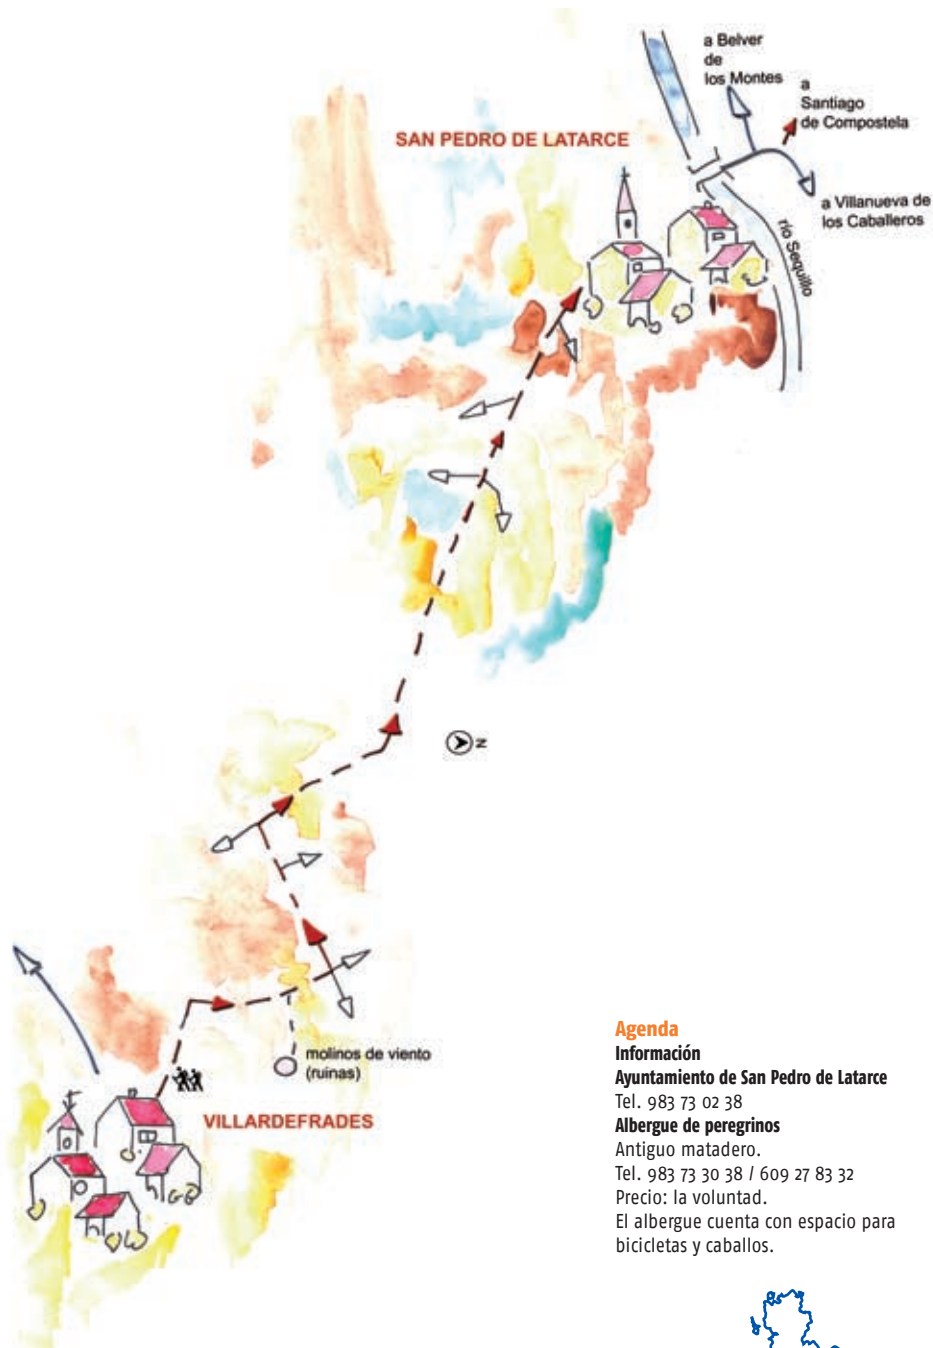 a Belver
de
los Montes
a
Santiago
de Compostela
SAN PEDRO DE LATARCE
a Villanueva de
los Caballeros
río Sequillo
N
molinos de viento
(ruinas)
VILLARDEFRADES
Agenda
Información
Ayuntamiento de San Pedro de Latarce
Tel. 983 73 02 38
Albergue de peregrinos
Antiguo matadero.
Tel. 983 73 30 38 / 609 27 83 32
Precio: la voluntad.
El albergue cuenta con espacio para
bicicletas y caballos.